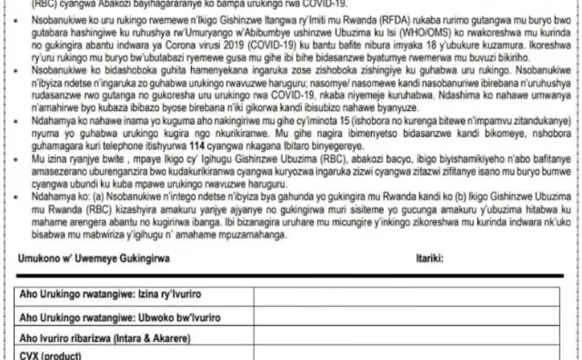 (RBC) cyangwa Abakozi bayihagarariye ko bampa urukingo rwa COVID-19.
• Nsobanukiwe ko uru rukingo rwemewe n'Ikigo Gishinzwe Itangwa ry'Imiti mu Rwanda (RFDA) rukaba rurimo gutangwa mu buryo bwo
gutabara hashingiwe ku ruhushya rw'Umuryango w'Abibumbye ushinzwe Ubuzima ku Isi (WHO/OMS) ko rwakoreshwa mu kurinda
no gukingira abantu indwara ya Corona virusi 2019 (COVID-19) ku bantu bafite nibura imyaka 18 y'ubukure kuzamura. Ikoreshwa
ry'uru rukingo mu buryo bw'ubutabazi ryemewe gusa mu gihe ibi bihe bidasanzwe byatumye rwemerwa mu buvuzi bikiriho.
• Nsobanukiwe ko bidashoboka guhita hamenyekana ingaruka zose zishoboka zishingiye ku guhabwa uru rukingo. Nsobanukiwe
n'ibyiza ndetse n'ingaruka zo guhabwa urukingo rwavuzwe haruguru; nasomye/ nasomewe kandi nasobanuriwe ibirebana n'uruhushya
rudasanzwe rwo gutanga no gukoresha uru urukingo rwa COVID-19, nkaba niyemeje kuruhabwa. Ndashima ko nahawe umwanya
n'amahirwe byo kubaza ibibazo byose birebana n'iki gikorwa kandi ibisubizo nahawe byanyuze.
• Ndahamya ko nahawe inama yo kuguma aho nakingiriwe mu gihe cy'iminota 15 (ishobora no kurenga bitewe n'impamvu zitandukanye)
nyuma yo guhabwa urukingo kugira ngo nkurikiranwe. Mu gihe nagira ibimenyetso bidasanzwe kandi bikomeye, nshobora
guhamagara kuri telephone itishyurwa 114 cyangwa nkagana Ibitaro binyegereye.
• Mu izina ryanjye bwite , mpaye Ikigo cy' Igihugu Gishinzwe Ubuzima (RBC), abakozi bacyo, ibigo biyishamikiyeho n'abo bafitanye
amasezerano uburenganzira bwo kudakurikiranwa cyangwa kuryozwa ingaruka zizwi cyangwa zitazwi zifitanye isano mu buryo bumwe
cyangwa ubundi ku kuba mpawe urukingo rwavuzwe haruguru.
• Ndahamya ko: (a) Nsobanukiwe n'intego ndetse n'ibyiza bya gahunda yo gukingira mu Rwanda kandi ko (b) Ikigo Gishinzwe Ubuzima
mu Rwanda (RBC) kizashyira amakuru yanjye ajyanye no gukingirwa muri sisiteme yo gucunga amakuru y'ubuzima hitabwa ku
mahame arengera abantu no kugirirwa ibanga. Ibi bizanagira uruhare mu micungire y'inkingo zikoreshwa mu kurinda indwara nk'uko
bisabwa mu mabwiriza y'igihugu n' amahame mpuzamahanga.
Umukono w' Uwemeye Gukingirwa Itariki:
Aho Urukingo rwatangiwe: Izina ry'Ivuriro
Aho Urukingo rwatangiwe: Ubwoko bw'Ivuriro
Aho Ivuriro ribarizwa (Intara & Akarere)
CVX (product)